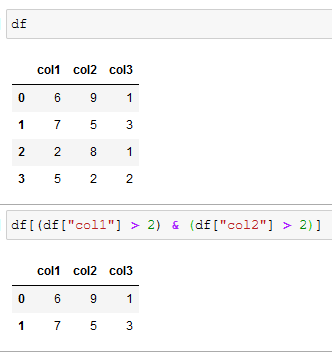 df
col1 col2 col3
0 6 9 1
1 7 5 3
2 2 8 1
3 5 2 2
df[(df["col1"] > 2) & (df["col2"] > 2)]
col1 col2 col3
0 6 9 1
1 7 5 3